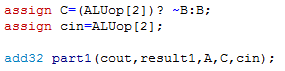 assign C=(ALUop[2])? ~B:B;
assign cin=ALUop[2];
add32 part1(cout,result1,A,C,cin);